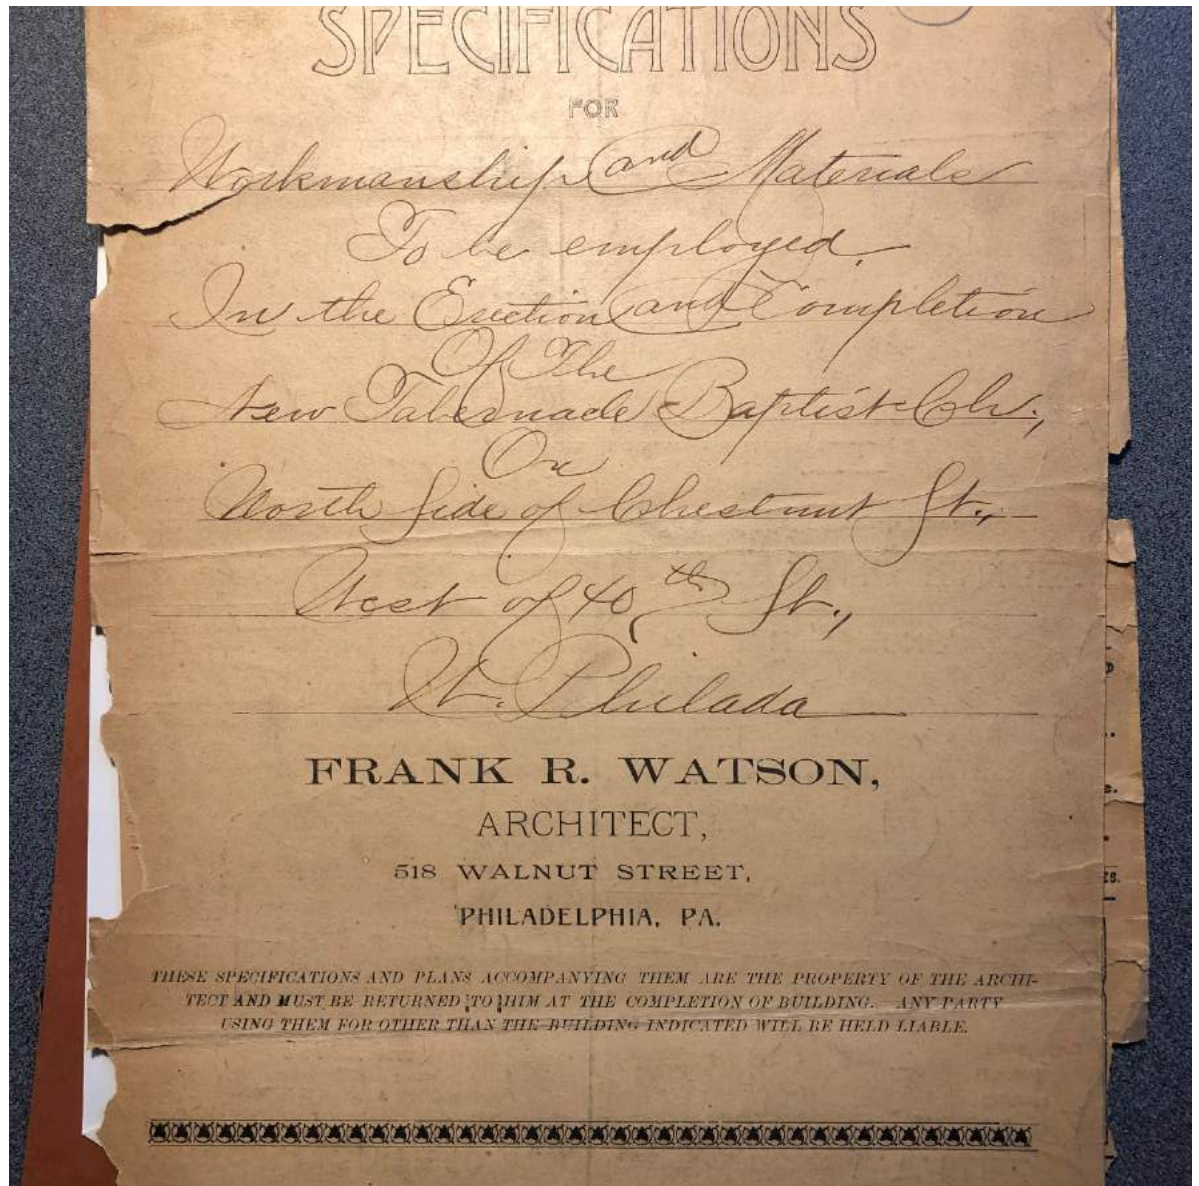 SPECIFICATIONS
FOR
Workmanship and Materials
To be employed
In the Erection and Completion
Of The
New Tabernacle Baptist Ch.,
On
North Side of Chestnut St.,
West of 40th St.,
W. Philada
FRANK R. WATSON,
ARCHITECT,
518 WALNUT STREET,
PHILADELPHIA, PA.
THESE SPECIFICATIONS AND PLANS ACCOMPANYING THEM ARE THE PROPERTY OF THE ARCHI-
TECT AND MUST BE RETURNED TO HIM AT THE COMPLETION OF BUILDING. ANY PARTY
USING THEM FOR OTHER THAN THE BUILDING INDICATED WILL BE HELD LIABLE.